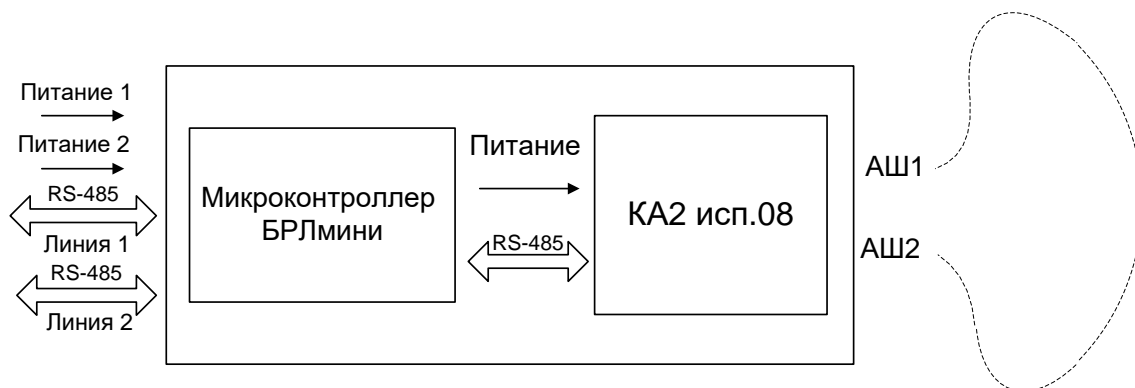 Питание 1
Питание 2
RS-485
Линия 1
RS-485
Линия 2
Микроконтроллер
БРЛмини
Питание
RS-485
КА2 исп.08
АШ1
АШ2